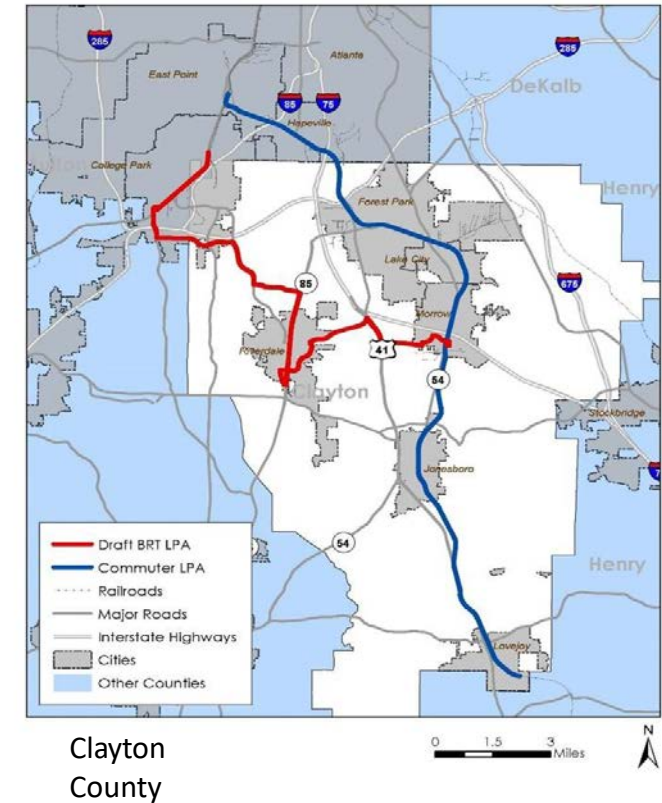 285
Atlanta
285
East Point
DeKalb
85
75
Hapeville
College Park
Henry
Forest Park
Lake City
675
85
Morrow
Riverdale
41
Clayton
54
Stockbridge
Jonesboro
54
Henry
Lovejoy
Draft BRT LPA
Commuter LPA
Railroads
Major Roads
Interstate Highways
Cities
Other Counties
N
0 1.5 3
Miles
Clayton
County